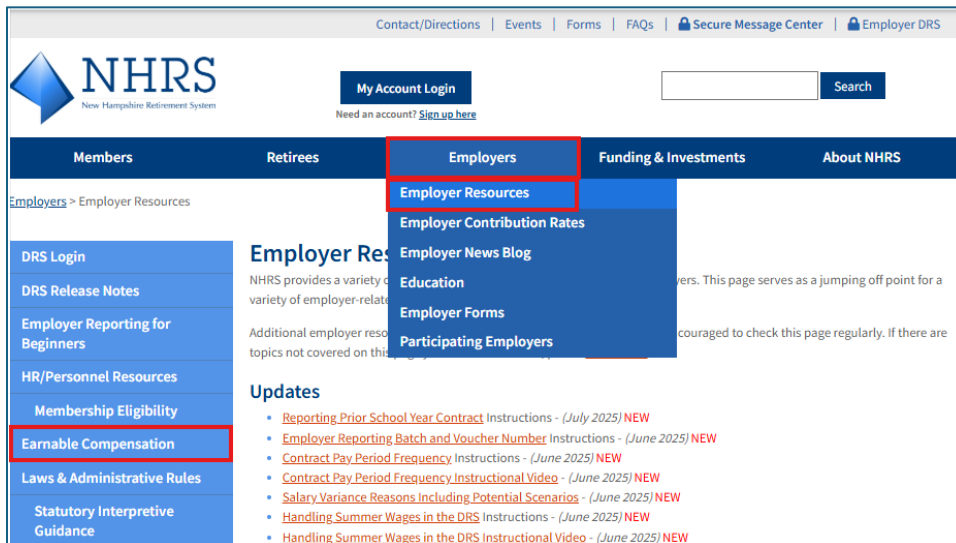 Contact/Directions | Events | Forms | FAQs | Secure Message Center | Employer DRS
NHRS
New Hampshire Retirement System
My Account Login
Search
Need an account? Sign up here
Members Retirees Employers Funding & Investments About NHRS
Employers > Employer Resources
Employer Resources
Employer Contribution Rates
Employer News Blog
Education
Employer Forms
Participating Employers
DRS Login
DRS Release Notes
Employer Reporting for
Beginners
HR/Personnel Resources
Membership Eligibility
Earnable Compensation
Laws & Administrative Rules
Statutory Interpretive
Guidance
Employer Res
NHRS provides a variety yers. This page serves as a jumping off point for a
variety of employer-relate
Additional employer reso couraged to check this page regularly. If there are
topics not covered on this
Updates
Reporting Prior School Year Contract Instructions - (July 2025) NEW
Employer Reporting Batch and Voucher Number Instructions - (June 2025) NEW
Contract Pay Period Frequency Instructions - (June 2025) NEW
Contract Pay Period Frequency Instructional Video - (June 2025) NEW
Salary Variance Reasons Including Potential Scenarios - (June 2025) NEW
Handling Summer Wages in the DRS Instructions - (June 2025) NEW
Handling Summer Wages in the DRS Instructional Video - (June 2025) NEW